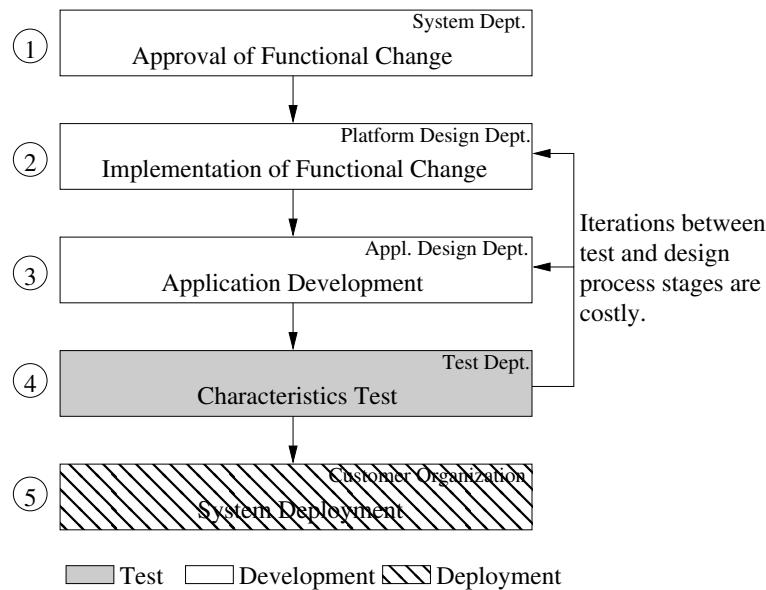 System Dept.
1
Approval of Functional Change
Platform Design Dept.
2
Implementation of Functional Change
Iterations between
test and design
process stages are
costly.
Appl. Design Dept.
3
Application Development
Test Dept.
4
Characteristics Test
Customer Organization
5
System Deployment
Test
Development
Deployment